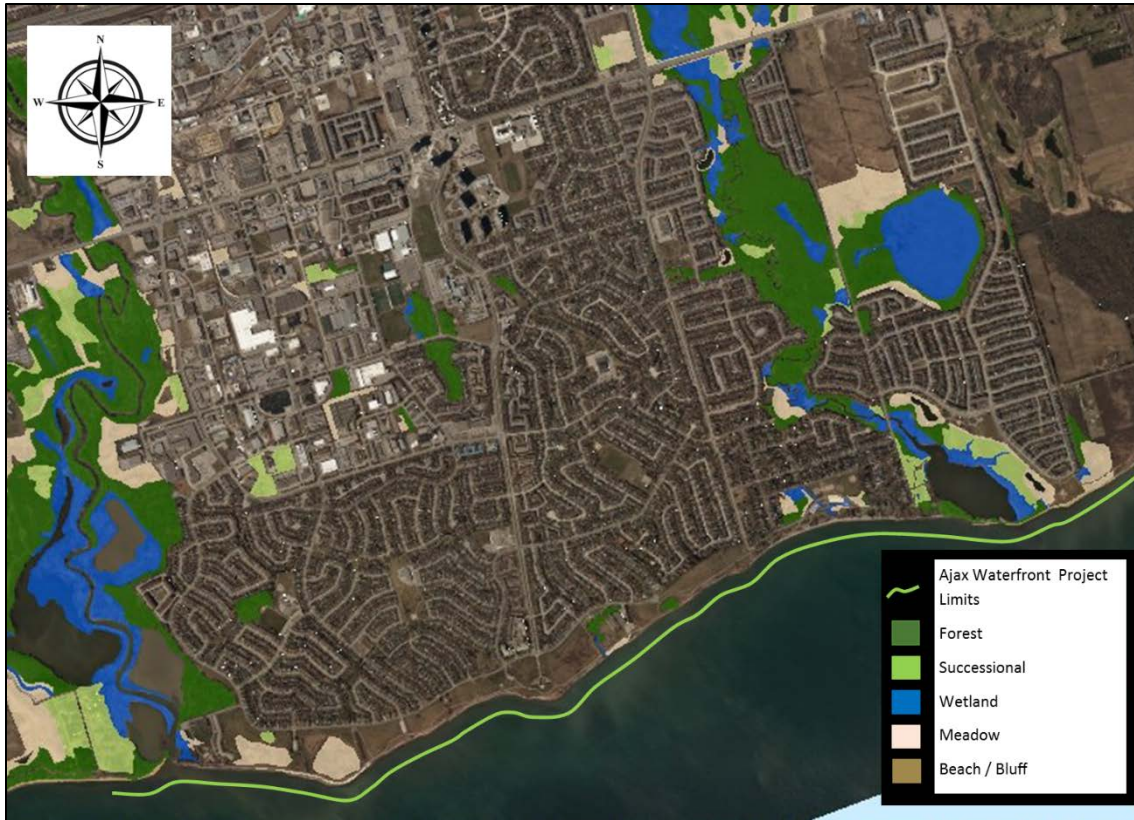 N
W
E
S
Ajax Waterfront Project
Limits
Forest
Successional
Wetland
Meadow
Beach / Bluff